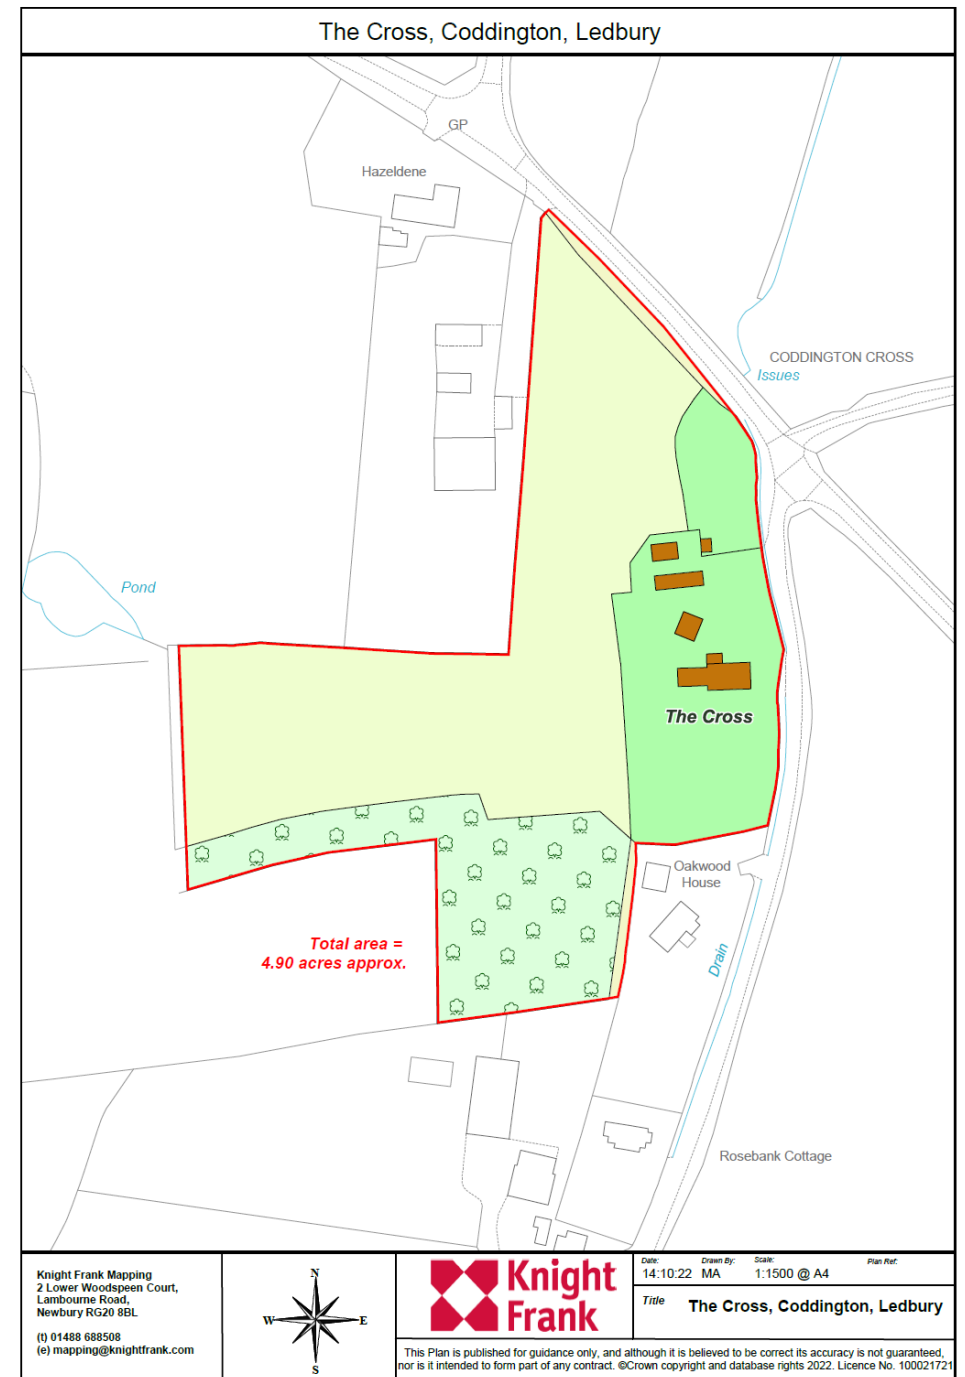 The Cross, Coddington, Ledbury
GP
Hazeldene
CODDINGTON CROSS
Issues
Pond
The Cross
Oakwood
House
Total area =
4.90 acres approx.
Drain
Rosebank Cottage
Knight Frank Mapping
2 Lower Woodspeen Court,
Lambourne Road,
Newbury RG20 8BL
(t) 01488 688508
(e) mapping@knightfrank.com
N
W
E
S
Knight
Frank
Date:
Drawn By:
Scale:
Plan Ref:
14:10:22
MA
1:1500 @ A4
Title
The Cross, Coddington, Ledbury
This Plan is published for guidance only, and although it is believed to be correct its accuracy is not guaranteed,
nor is it intended to form part of any contract. ©Crown copyright and database rights 2022. Licence No. 100021721